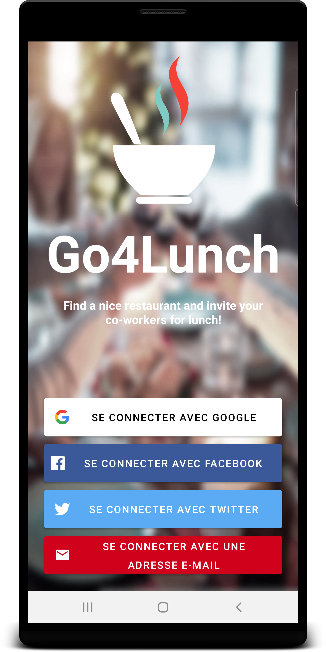 Go4Lunch
Find a nice restaurant and invite your
co-workers for lunch!
SE CONNECTER AVEC GOOGLE
SE CONNECTER AVEC FACEBOOK
SE CONNECTER AVEC TWITTER
SE CONNECTER AVEC UNE
ADRESSE E-MAIL